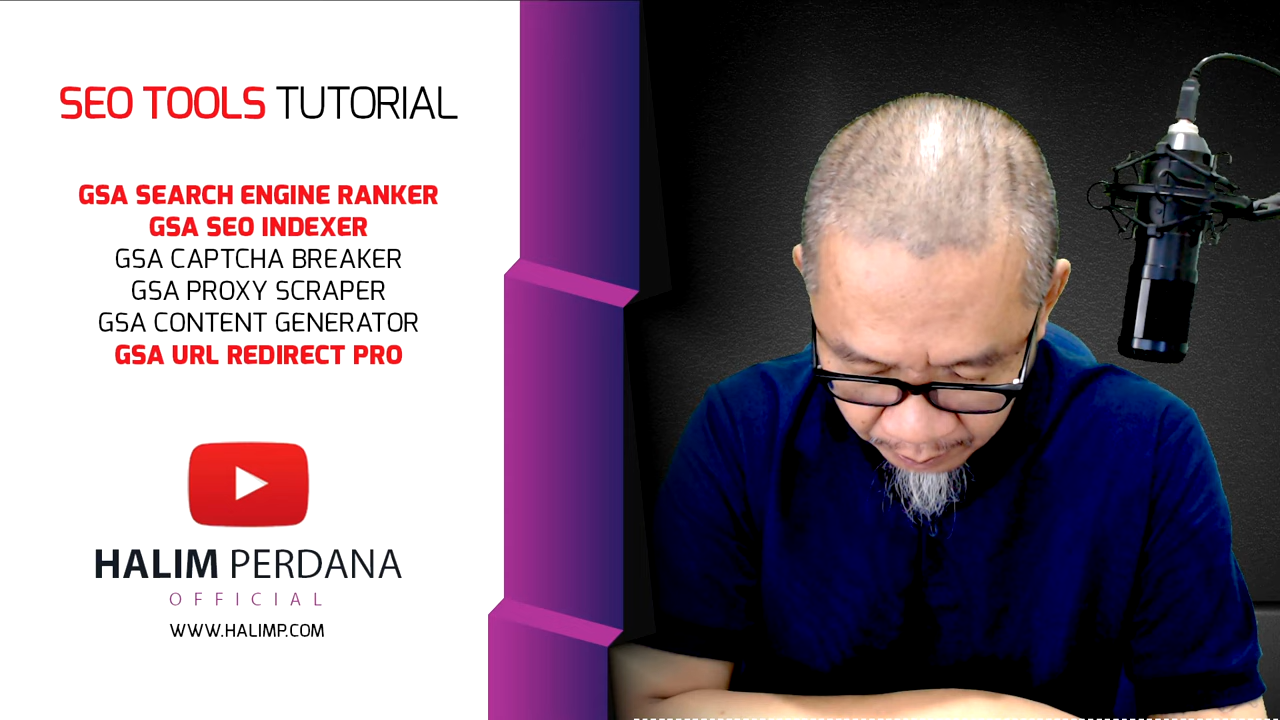 SEO TOOLS TUTORIAL
GSA SEARCH ENGINE RANKER
GSA SEO INDEXER
GSA CAPTCHA BREAKER
GSA PROXY SCRAPER
GSA CONTENT GENERATOR
GSA URL REDIRECT PRO
HALIM PERDANA
OFFICIAL
WWW.HALIMP.COM